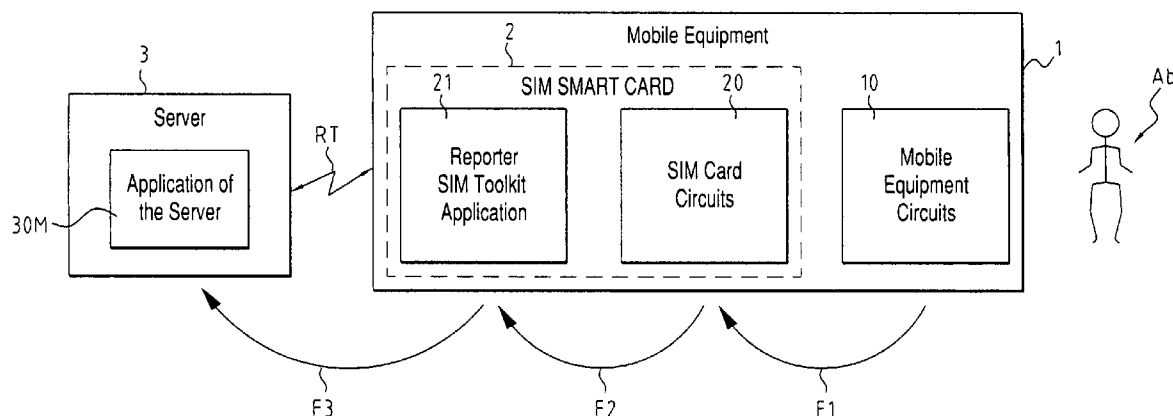 2
Mobile Equipment
1
3
SIM SMART CARD
Ab
21
20
10
Server
RT
Reporter
SIM Toolkit
Application
SIM Card
Circuits
Mobile
Equipment
Circuits
Application of
the Server
30M
F3
F2
F1